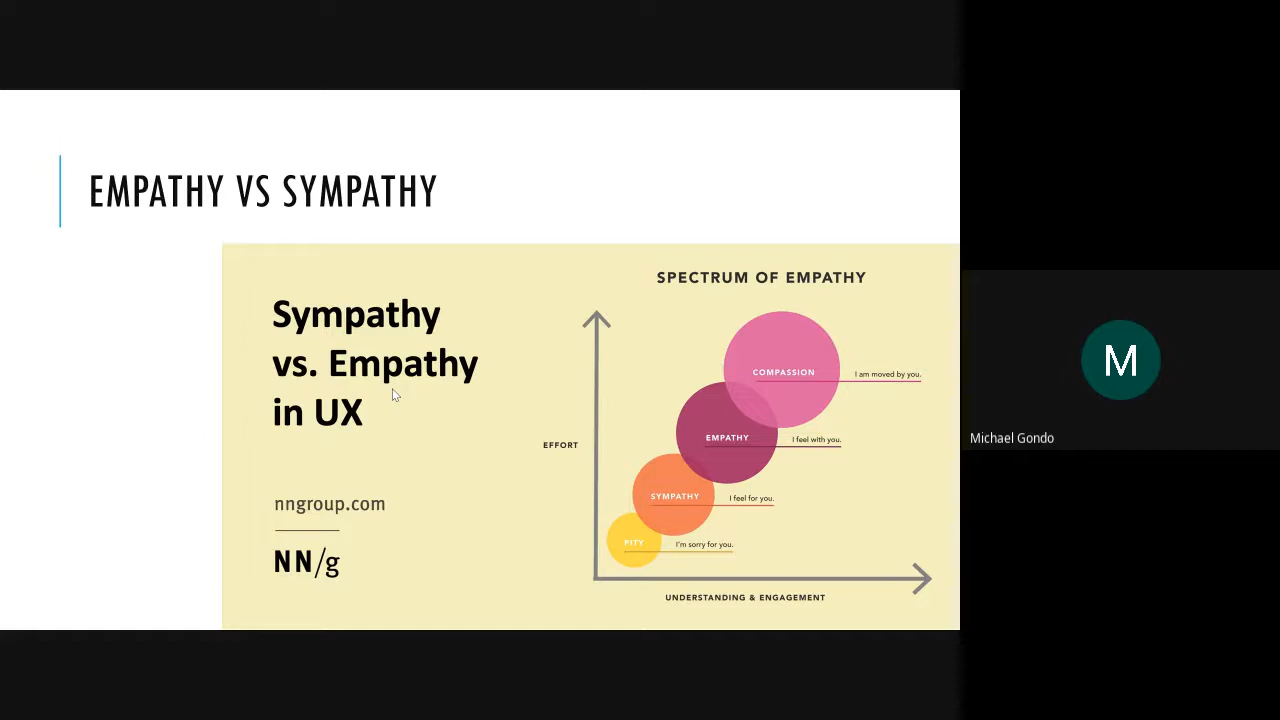 EMPATHY VS SYMPATHY
Sympathy
vs. Empathy
in UX
nngroup.com
NN/g
SPECTRUM OF EMPATHY
EFFORT
COMPASSION
I am moved by you.
EMPATHY
I feel with you.
SYMPATHY
I feel for you.
PITY
I'm sorry for you.
UNDERSTANDING & ENGAGEMENT
M
Michael Gondo